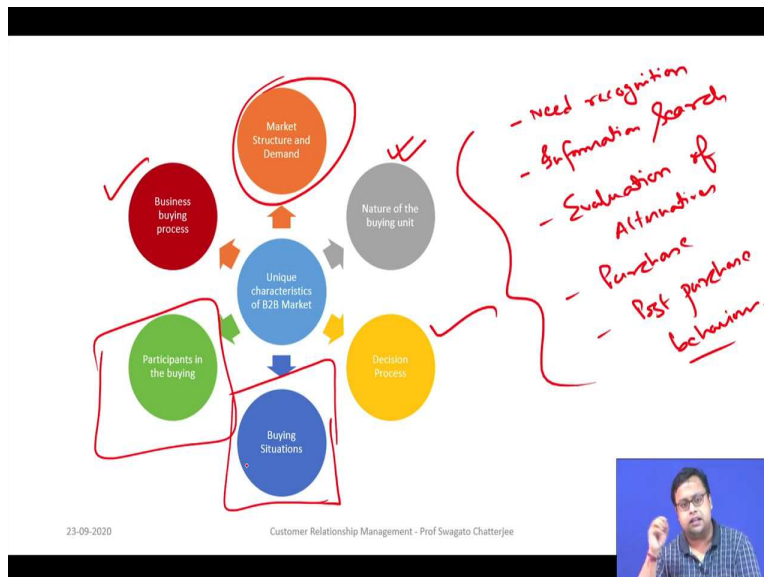 Market
Structure and
Demand
Business
buying
process
Nature of the
buying unit
Unique
characteristics
of B2B Market
Participants in
the buying
Decision
Process
Buying
Situations
- Need recognition
- Information Search
- Evaluation of
Alternatives
- Purchase
- Post purchase
behaviour
23-09-2020
Customer Relationship Management - Prof Swagato Chatterjee